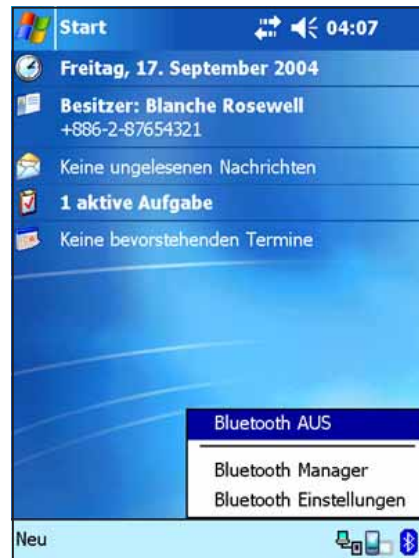 Start 04:07
Freitag, 17. September 2004
Besitzer: Blanche Rosewell
+886-2-87654321
Keine ungelesenen Nachrichten
1 aktive Aufgabe
Keine bevorstehenden Termine
Bluetooth AUS
Bluetooth Manager
Bluetooth Einstellungen
Neu